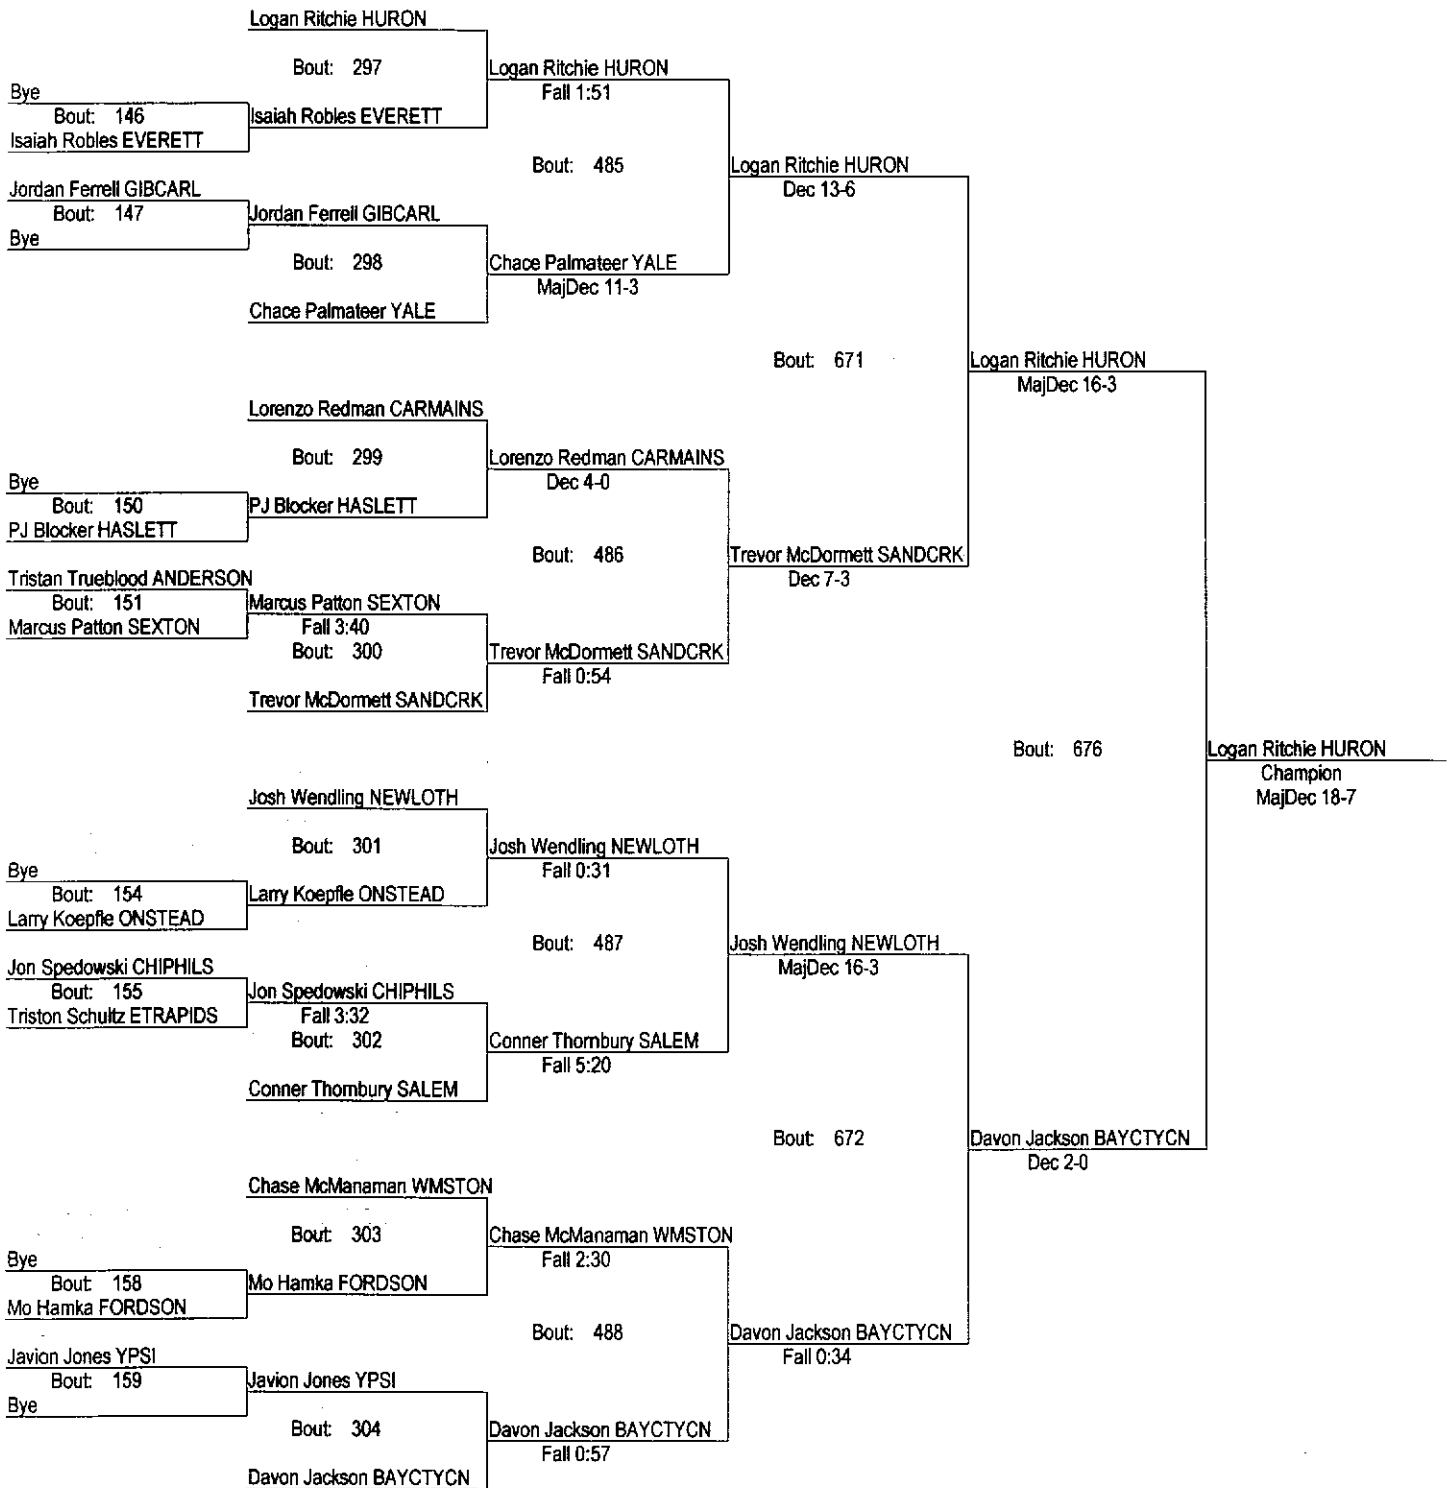 Logan Ritchie HURON
Bout: 297
Logan Ritchie HURON
Fall 1:51
Bye
Bout: 146
Isaiah Robles EVERETT
Isaiah Robles EVERETT
Bout: 485
Logan Ritchie HURON
Dec 13-6
Jordan Ferrell GIBCARL
Bout: 147
Bye
Jordan Ferrell GIBCARL
Bout: 298
Chace Palmateer YALE
MajDec 11-3
Chace Palmateer YALE
Bout: 671
Logan Ritchie HURON
MajDec 16-3
Lorenzo Redman CARMAINS
Bout: 299
Lorenzo Redman CARMAINS
Dec 4-0
Bye
Bout: 150
PJ Blocker HASLETT
PJ Blocker HASLETT
Bout: 486
Trevor McDormett SANDCRK
Dec 7-3
Tristan Trueblood ANDERSON
Bout: 151
Marcus Patton SEXTON
Marcus Patton SEXTON
Fall 3:40
Bout: 300
Trevor McDormett SANDCRK
Fall 0:54
Trevor McDormett SANDCRK
Bout: 676
Logan Ritchie HURON
Champion
MajDec 18-7
Josh Wendling NEWLOTH
Bout: 301
Josh Wendling NEWLOTH
Fall 0:31
Bye
Bout: 154
Larry Koepfle ONSTEAD
Larry Koepfle ONSTEAD
Bout: 487
Josh Wendling NEWLOTH
MajDec 16-3
Jon Spedowski CHIPHILS
Bout: 155
Triston Schultz ETRAPIDS
Jon Spedowski CHIPHILS
Fall 3:32
Bout: 302
Conner Thornbury SALEM
Fall 5:20
Conner Thornbury SALEM
Bout: 672
Davon Jackson BAYCTYCN
Dec 2-0
Chase McManaman WMSTON
Bout: 303
Chase McManaman WMSTON
Fall 2:30
Bye
Bout: 158
Mo Hamka FORDSON
Mo Hamka FORDSON
Bout: 488
Davon Jackson BAYCTYCN
Fall 0:34
Javion Jones YPSI
Bout: 159
Bye
Javion Jones YPSI
Bout: 304
Davon Jackson BAYCTYCN
Fall 0:57
Davon Jackson BAYCTYCN